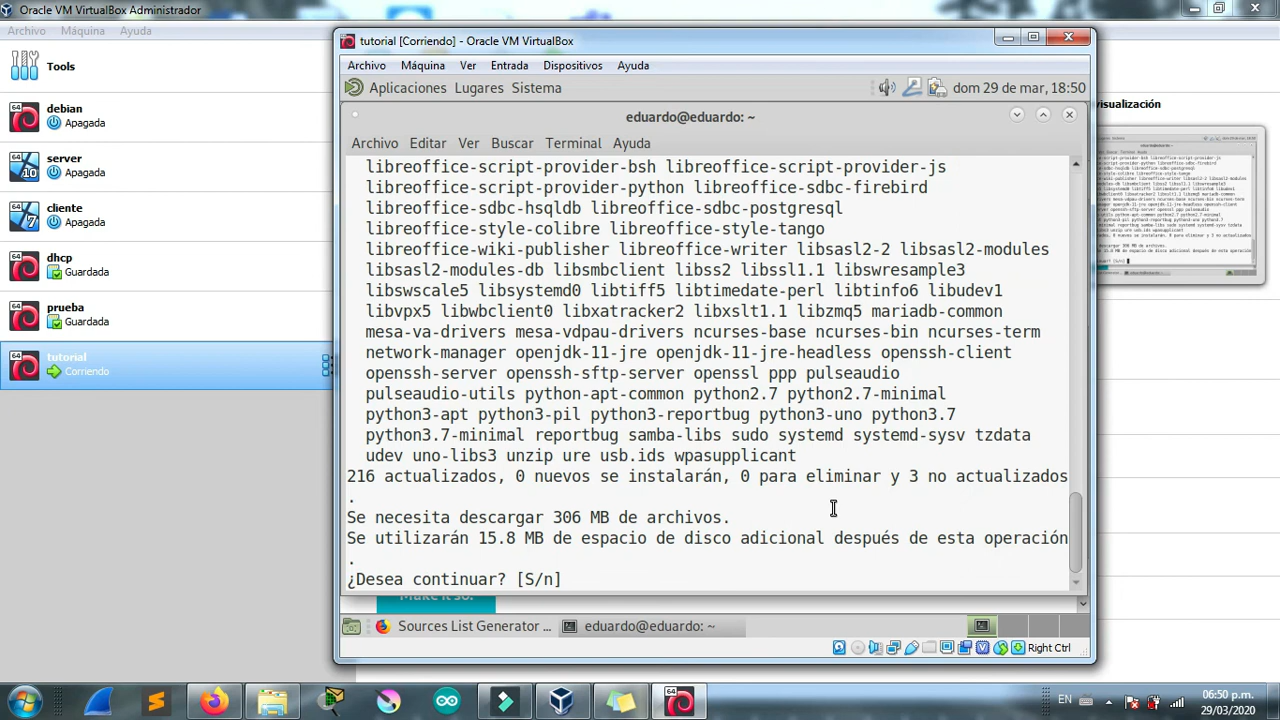 Oracle VM VirtualBox Administrador
Archivo Máquina Ayuda
Tools
debian
Apagada
server
Apagada
cliente
Apagada
dhcp
Guardada
prueba
Guardada
tutorial
Corriendo
tutorial [Corriendo] - Oracle VM VirtualBox
Archivo Máquina Ver Entrada Dispositivos Ayuda
Aplicaciones Lugares Sistema
dom 29 de mar, 18:50
eduardo@eduardo: ~
Archivo Editar Ver Buscar Terminal Ayuda
libreoffice-script-provider-bsh libreoffice-script-provider-js
libreoffice-script-provider-python libreoffice-sdbc-firebird
libreoffice-sdbc-hsqldb libreoffice-sdbc-postgresql
libreoffice-style-colibre libreoffice-style-tango
libreoffice-wiki-publisher libreoffice-writer libsasl2-2 libsasl2-modules
libsasl2-modules-db libsmbclient libss2 libssl1.1 libswresample3
libswscale5 libsystemd0 libtiff5 libtimedate-perl libtinfo6 libudev1
libvpx5 libwbclient0 libxatracker2 libxslt1.1 libzmq5 mariadb-common
mesa-va-drivers mesa-vdpau-drivers ncurses-base ncurses-bin ncurses-term
network-manager openjdk-11-jre openjdk-11-jre-headless openssh-client
openssh-server openssh-sftp-server openssl ppp pulseaudio
pulseaudio-utils python-apt-common python2.7 python2.7-minimal
python3-apt python3-pil python3-reportbug python3-uno python3.7
python3.7-minimal reportbug samba-libs sudo systemd systemd-sysv tzdata
udev uno-libs3 unzip ure usb.ids wpasupplicant
216 actualizados, 0 nuevos se instalarán, 0 para eliminar y 3 no actualizados
.
Se necesita descargar 306 MB de archivos.
Se utilizarán 15.8 MB de espacio de disco adicional después de esta operación
.
¿Desea continuar? [S/n]
Make it so.
Sources List Generator ...
eduardo@eduardo: ~
Right Ctrl
visualización
EN
06:50 p.m.
29/03/2020